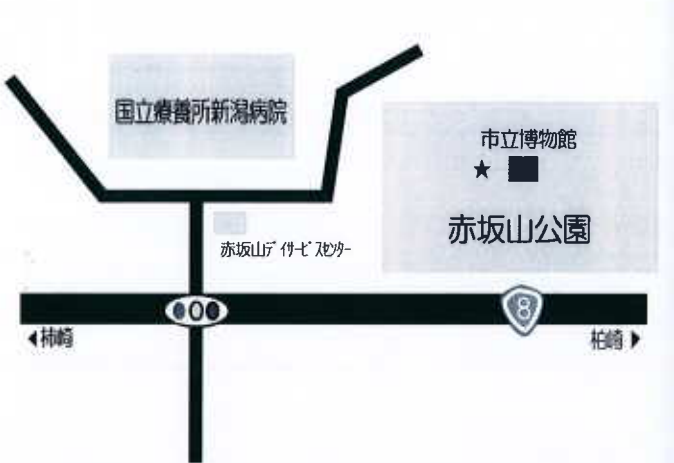 国立療養所新潟病院
市立博物館
★
赤坂山公園
赤坂山デイサービスセンター
8
◀柿崎
柏崎▶